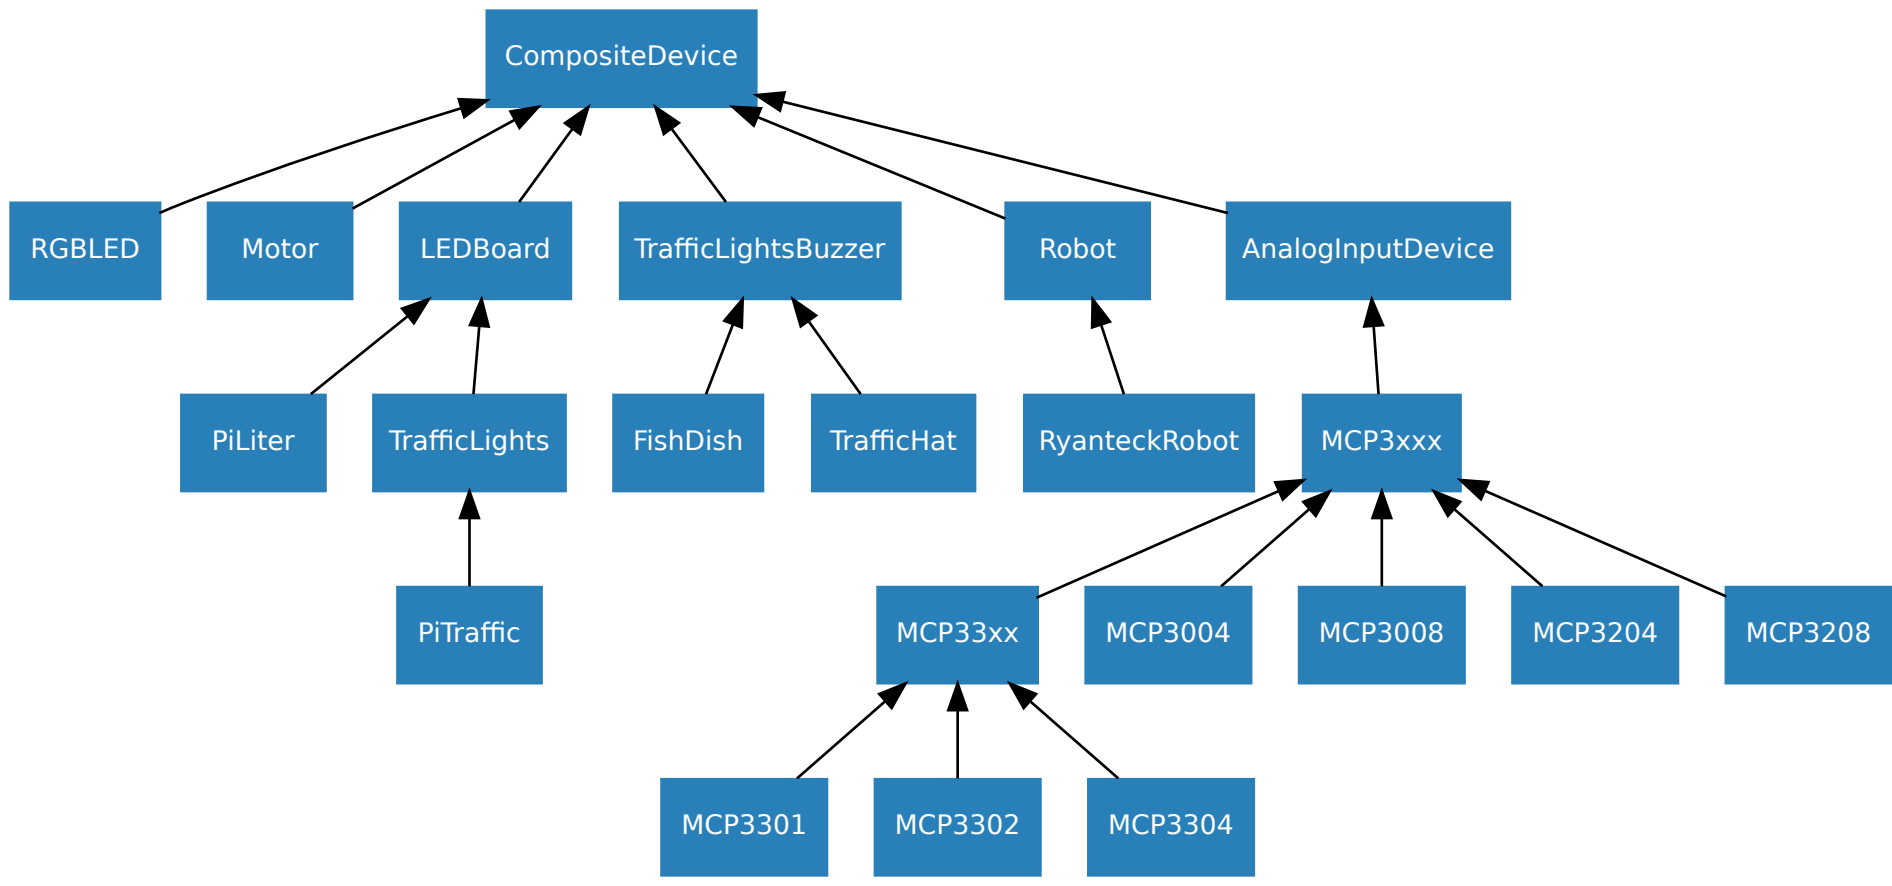 CompositeDevice
RGBLED
Motor
LEDBoard
TrafficLightsBuzzer
Robot
AnalogInputDevice
PiLiter
TrafficLights
FishDish
TrafficHat
RyanteckRobot
MCP3xxx
PiTraffic
MCP33xx
MCP3004
MCP3008
MCP3204
MCP3208
MCP3301
MCP3302
MCP3304